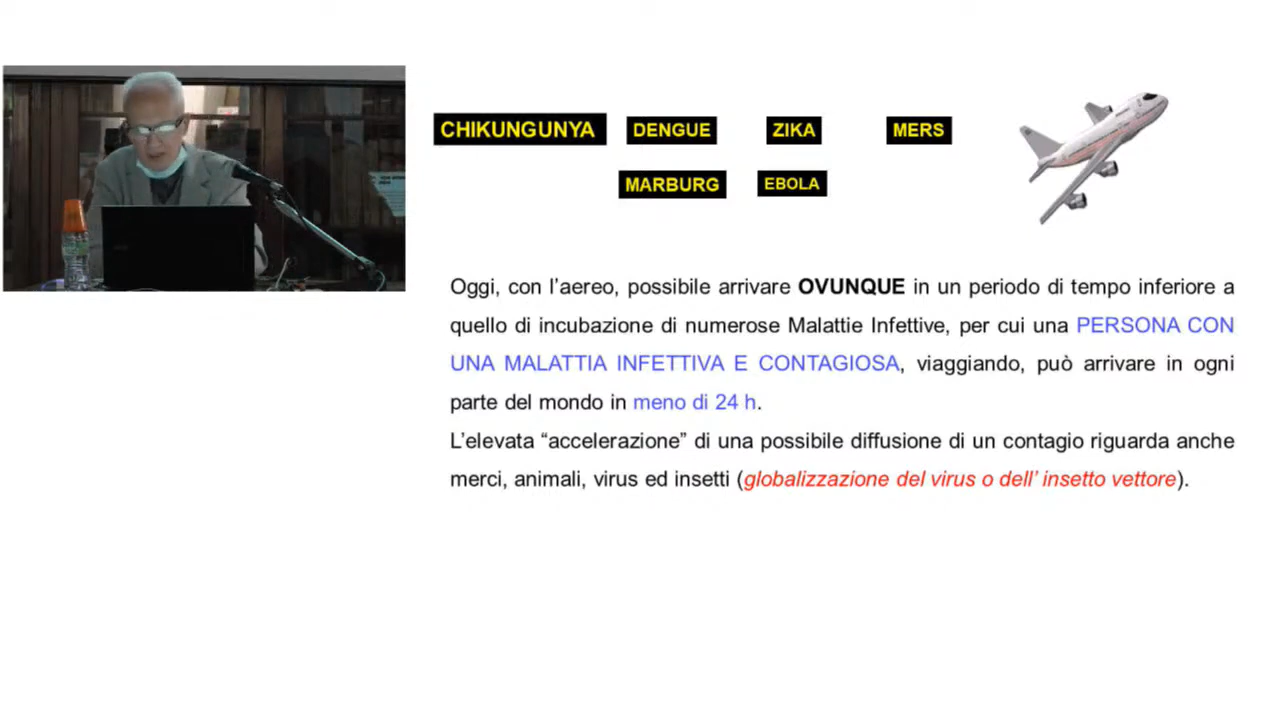 CHIKUNGUNYA DENGUE ZIKA MERS
MARBURG EBOLA
Oggi, con l’aereo, possibile arrivare OVUNQUE in un periodo di tempo inferiore a
quello di incubazione di numerose Malattie Infettive, per cui una PERSONA CON
UNA MALATTIA INFETTIVA E CONTAGIOSA, viaggiando, può arrivare in ogni
parte del mondo in meno di 24 h.
L’elevata “accelerazione” di una possibile diffusione di un contagio riguarda anche
merci, animali, virus ed insetti (globalizzazione del virus o dell’ insetto vettore).